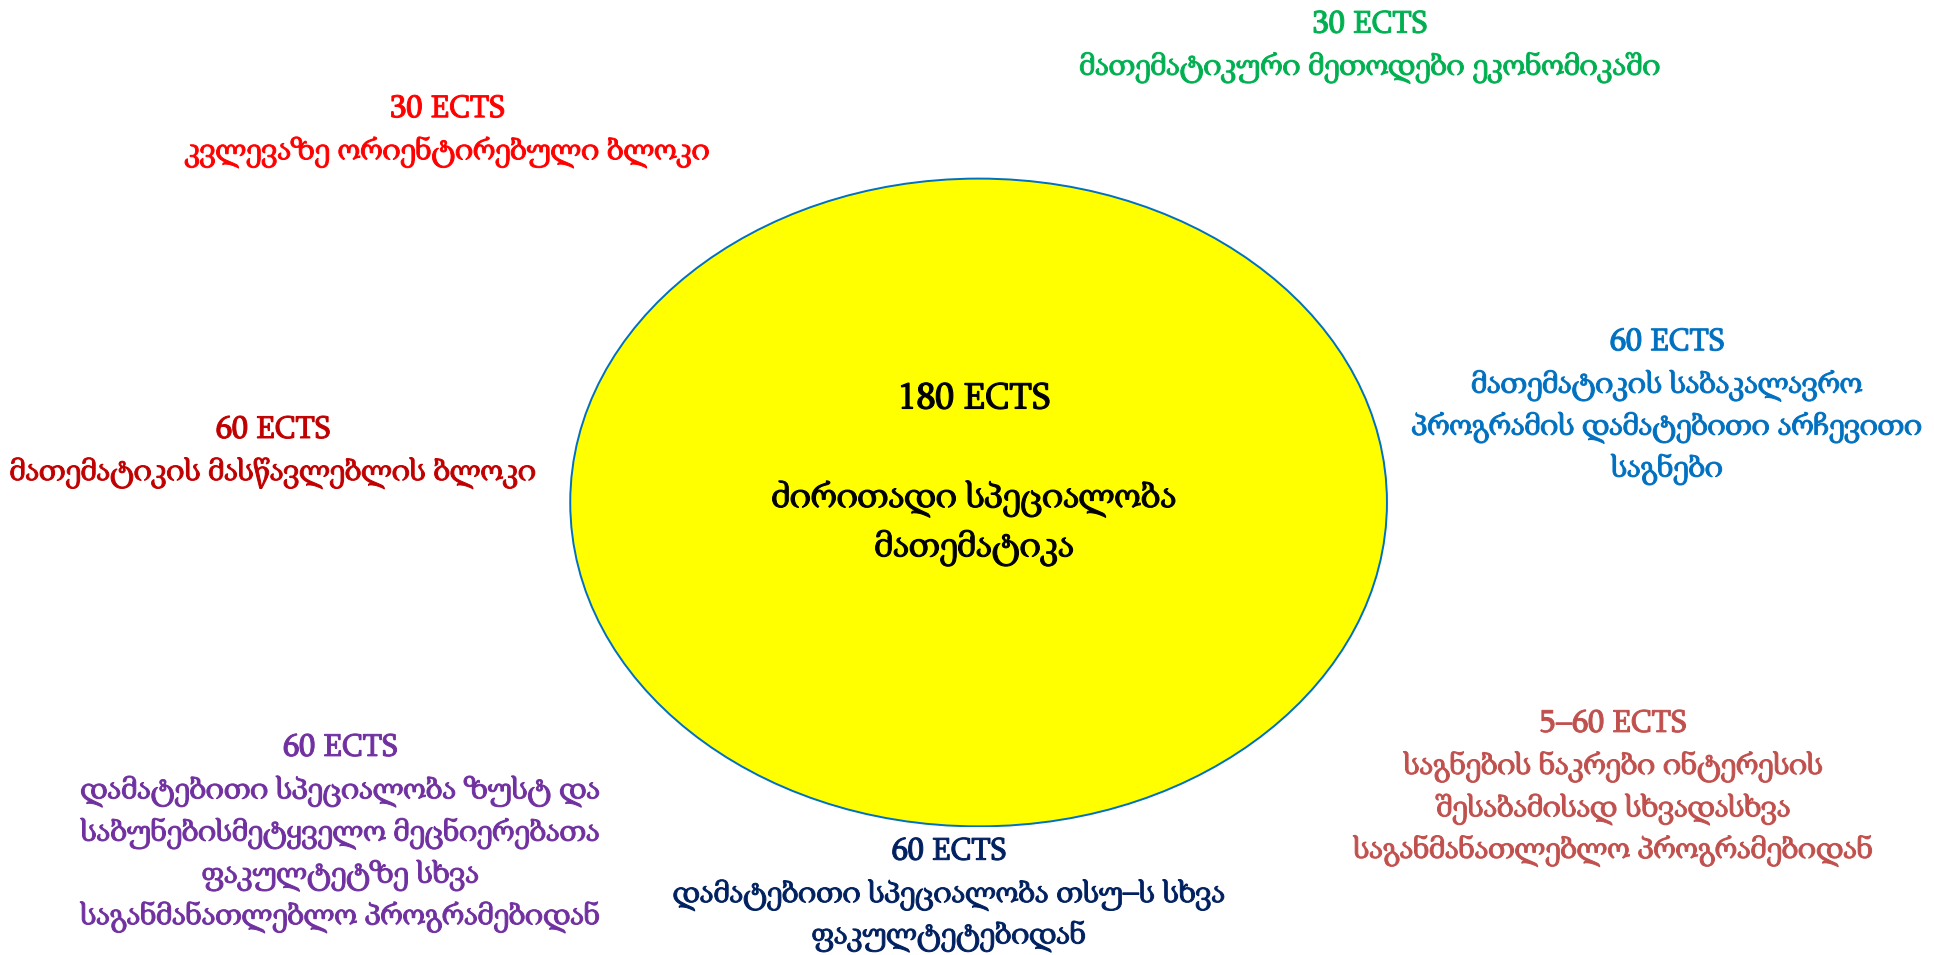 30 ECTS
მათემატიკური მეთოდები ეკონომიკაში
30 ECTS
კვლევაზე ორიენტირებული ბლოკი
60 ECTS
მათემატიკის საბაკალავრო
პროგრამის დამატებითი არჩევითი
საგნები
180 ECTS
ძირითადი სპეციალობა
მათემატიკა
60 ECTS
მათემატიკის მასწავლებლის ბლოკი
5–60 ECTS
საგნების ნაკრები ინტერესის
შესაბამისად სხვადასხვა
საგანმანათლებლო პროგრამებიდან
60 ECTS
დამატებითი სპეციალობა ზუსტ და
საბუნებისმეტყველო მეცნიერებათა
ფაკულტეტზე სხვა
საგანმანათლებლო პროგრამებიდან
60 ECTS
დამატებითი სპეციალობა თსუ–ს სხვა
ფაკულტეტებიდან